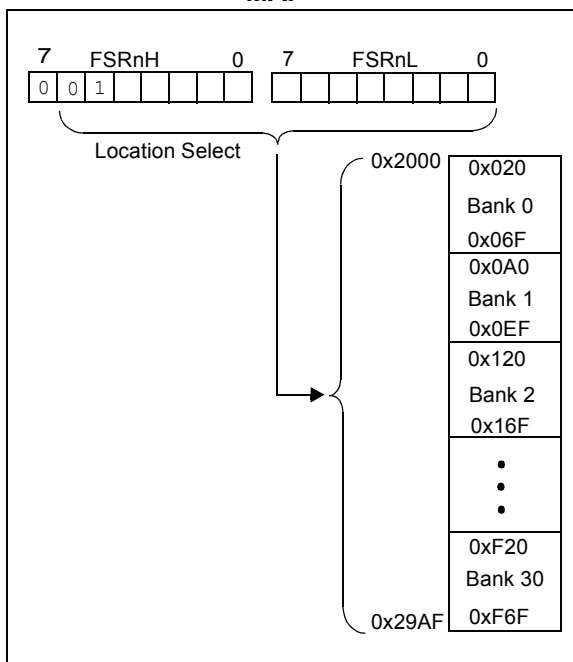 7 FSRnH 0 7 FSRnL 0
0 0 1
Location Select
0x2000 0x020
Bank 0
0x06F
0x0A0
Bank 1
0x0EF
0x120
Bank 2
0x16F
0xF20
Bank 30
0x29AF 0xF6F